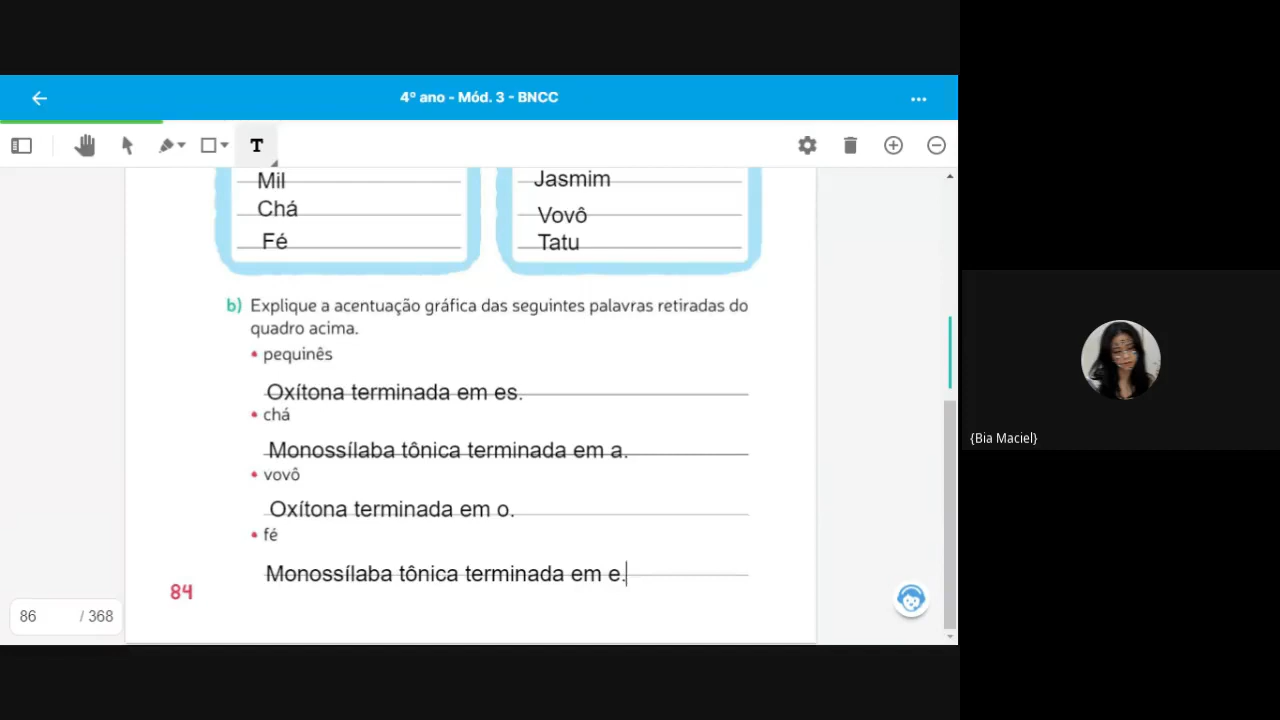 4º ano - Mód. 3 - BNCC
T
Mil
Chá
Fé
Jasmim
Vovô
Tatu
b) Explique a acentuação gráfica das seguintes palavras retiradas do
quadro acima.
• pequinês
Oxítona terminada em es.
• chá
Monossílaba tônica terminada em a.
• vovô
Oxítona terminada em o.
• fé
Monossílaba tônica terminada em e.
84
86 / 368
{Bia Maciel}